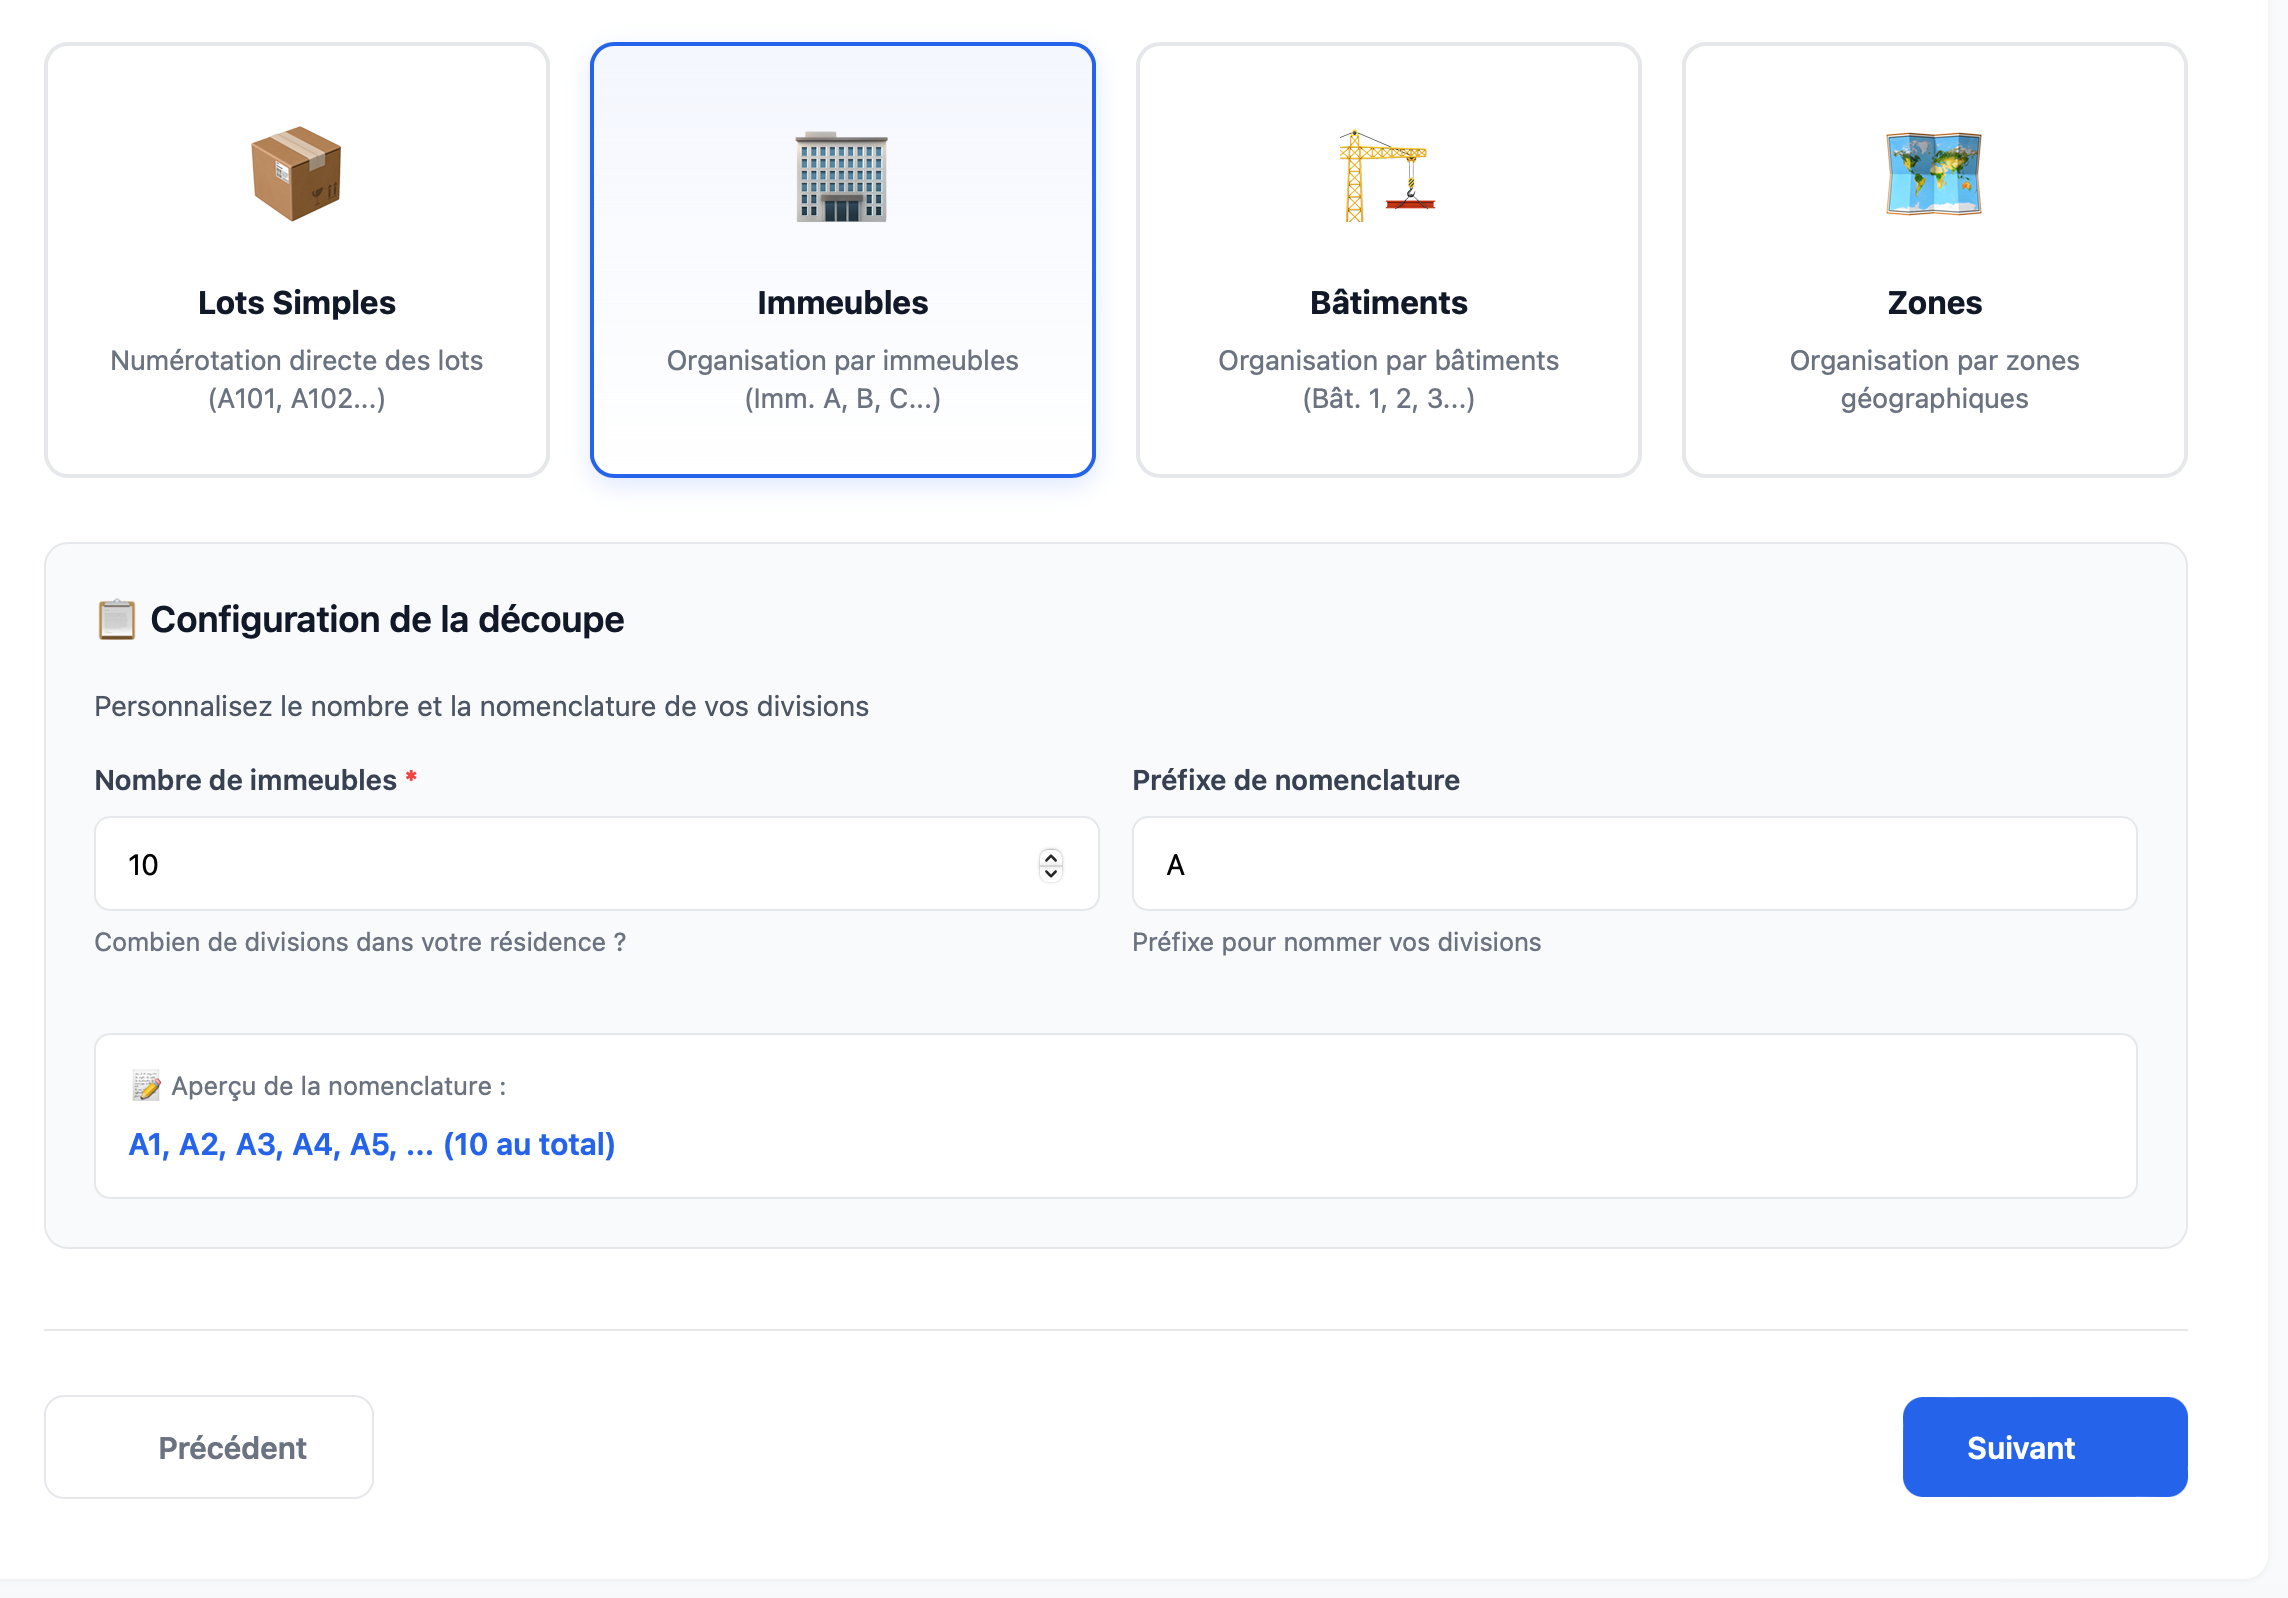 Lots Simples
Numérotation directe des lots
(A101, A102...)
Immeubles
Organisation par immeubles
(Imm. A, B, C...)
Bâtiments
Organisation par bâtiments
(Bât. 1, 2, 3...)
Zones
Organisation par zones
géographiques
Configuration de la découpe
Personnalisez le nombre et la nomenclature de vos divisions
Nombre de immeubles *
10
Combien de divisions dans votre résidence ?
Préfixe de nomenclature
A
Préfixe pour nommer vos divisions
Aperçu de la nomenclature :
A1, A2, A3, A4, A5, ... (10 au total)
Précédent
Suivant